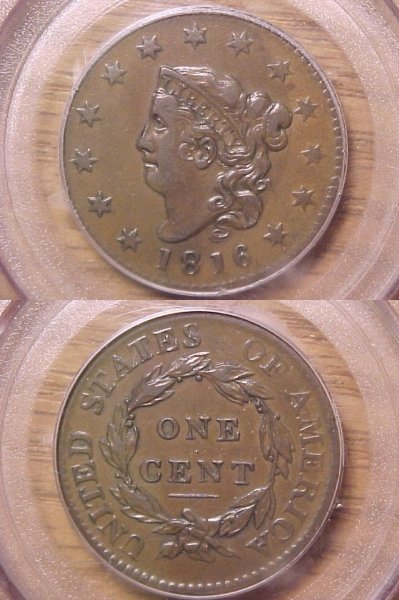 LIBERTY
1816
UNITED STATES OF AMERICA
ONE
CENT